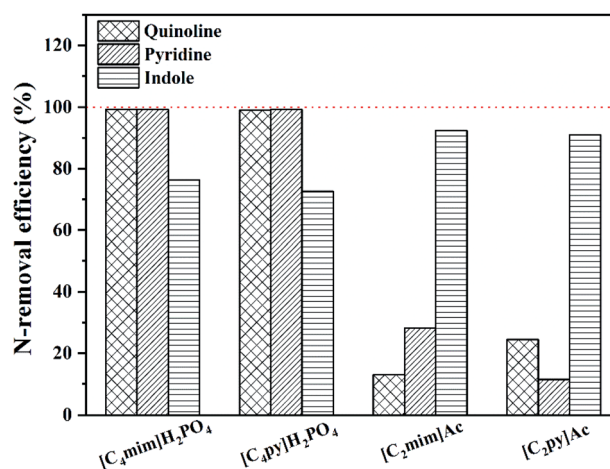 Quinoline
Pyridine
Indole
N-removal efficiency (%)
120
100
80
60
40
20
0
[C₄mim]H₂PO₄
[C₄py]H₂PO₄
[C₂mim]Ac
[C₂py]Ac